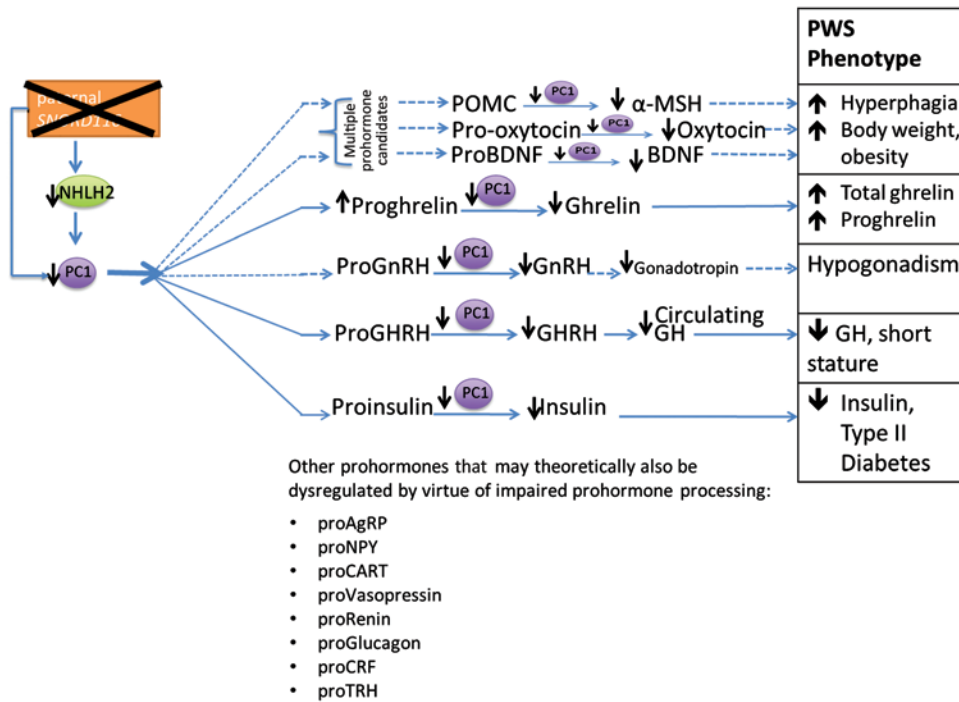 PWS
Phenotype
paternal
NHLH2
PC1
Multiple
prohormone
candidates
POMC PC1 α-MSH
Pro-oxytocin PC1 Oxytocin
ProBDNF PC1 BDNF
Hyperphagia
Body weight,
obesity
Proghrelin PC1 Ghrelin
Total ghrelin
Proghrelin
ProGnRH PC1 GnRH Gonadotropin
Hypogonadism
ProGHRH PC1 GHRH Circulating
GH
GH, short
stature
Proinsulin PC1 Insulin
Insulin,
Type II
Diabetes
Other prohormones that may theoretically also be
dysregulated by virtue of impaired prohormone processing:
• proAgRP
• proNPY
• proCART
• proVasopressin
• proRenin
• proGlucagon
• proCRF
• proTRH